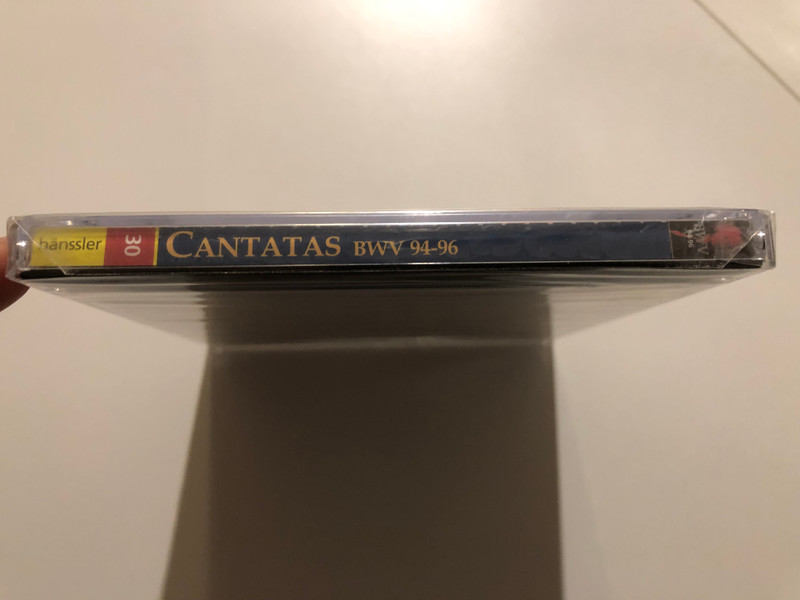 hänssler
30
CANTATAS BWV 94-96